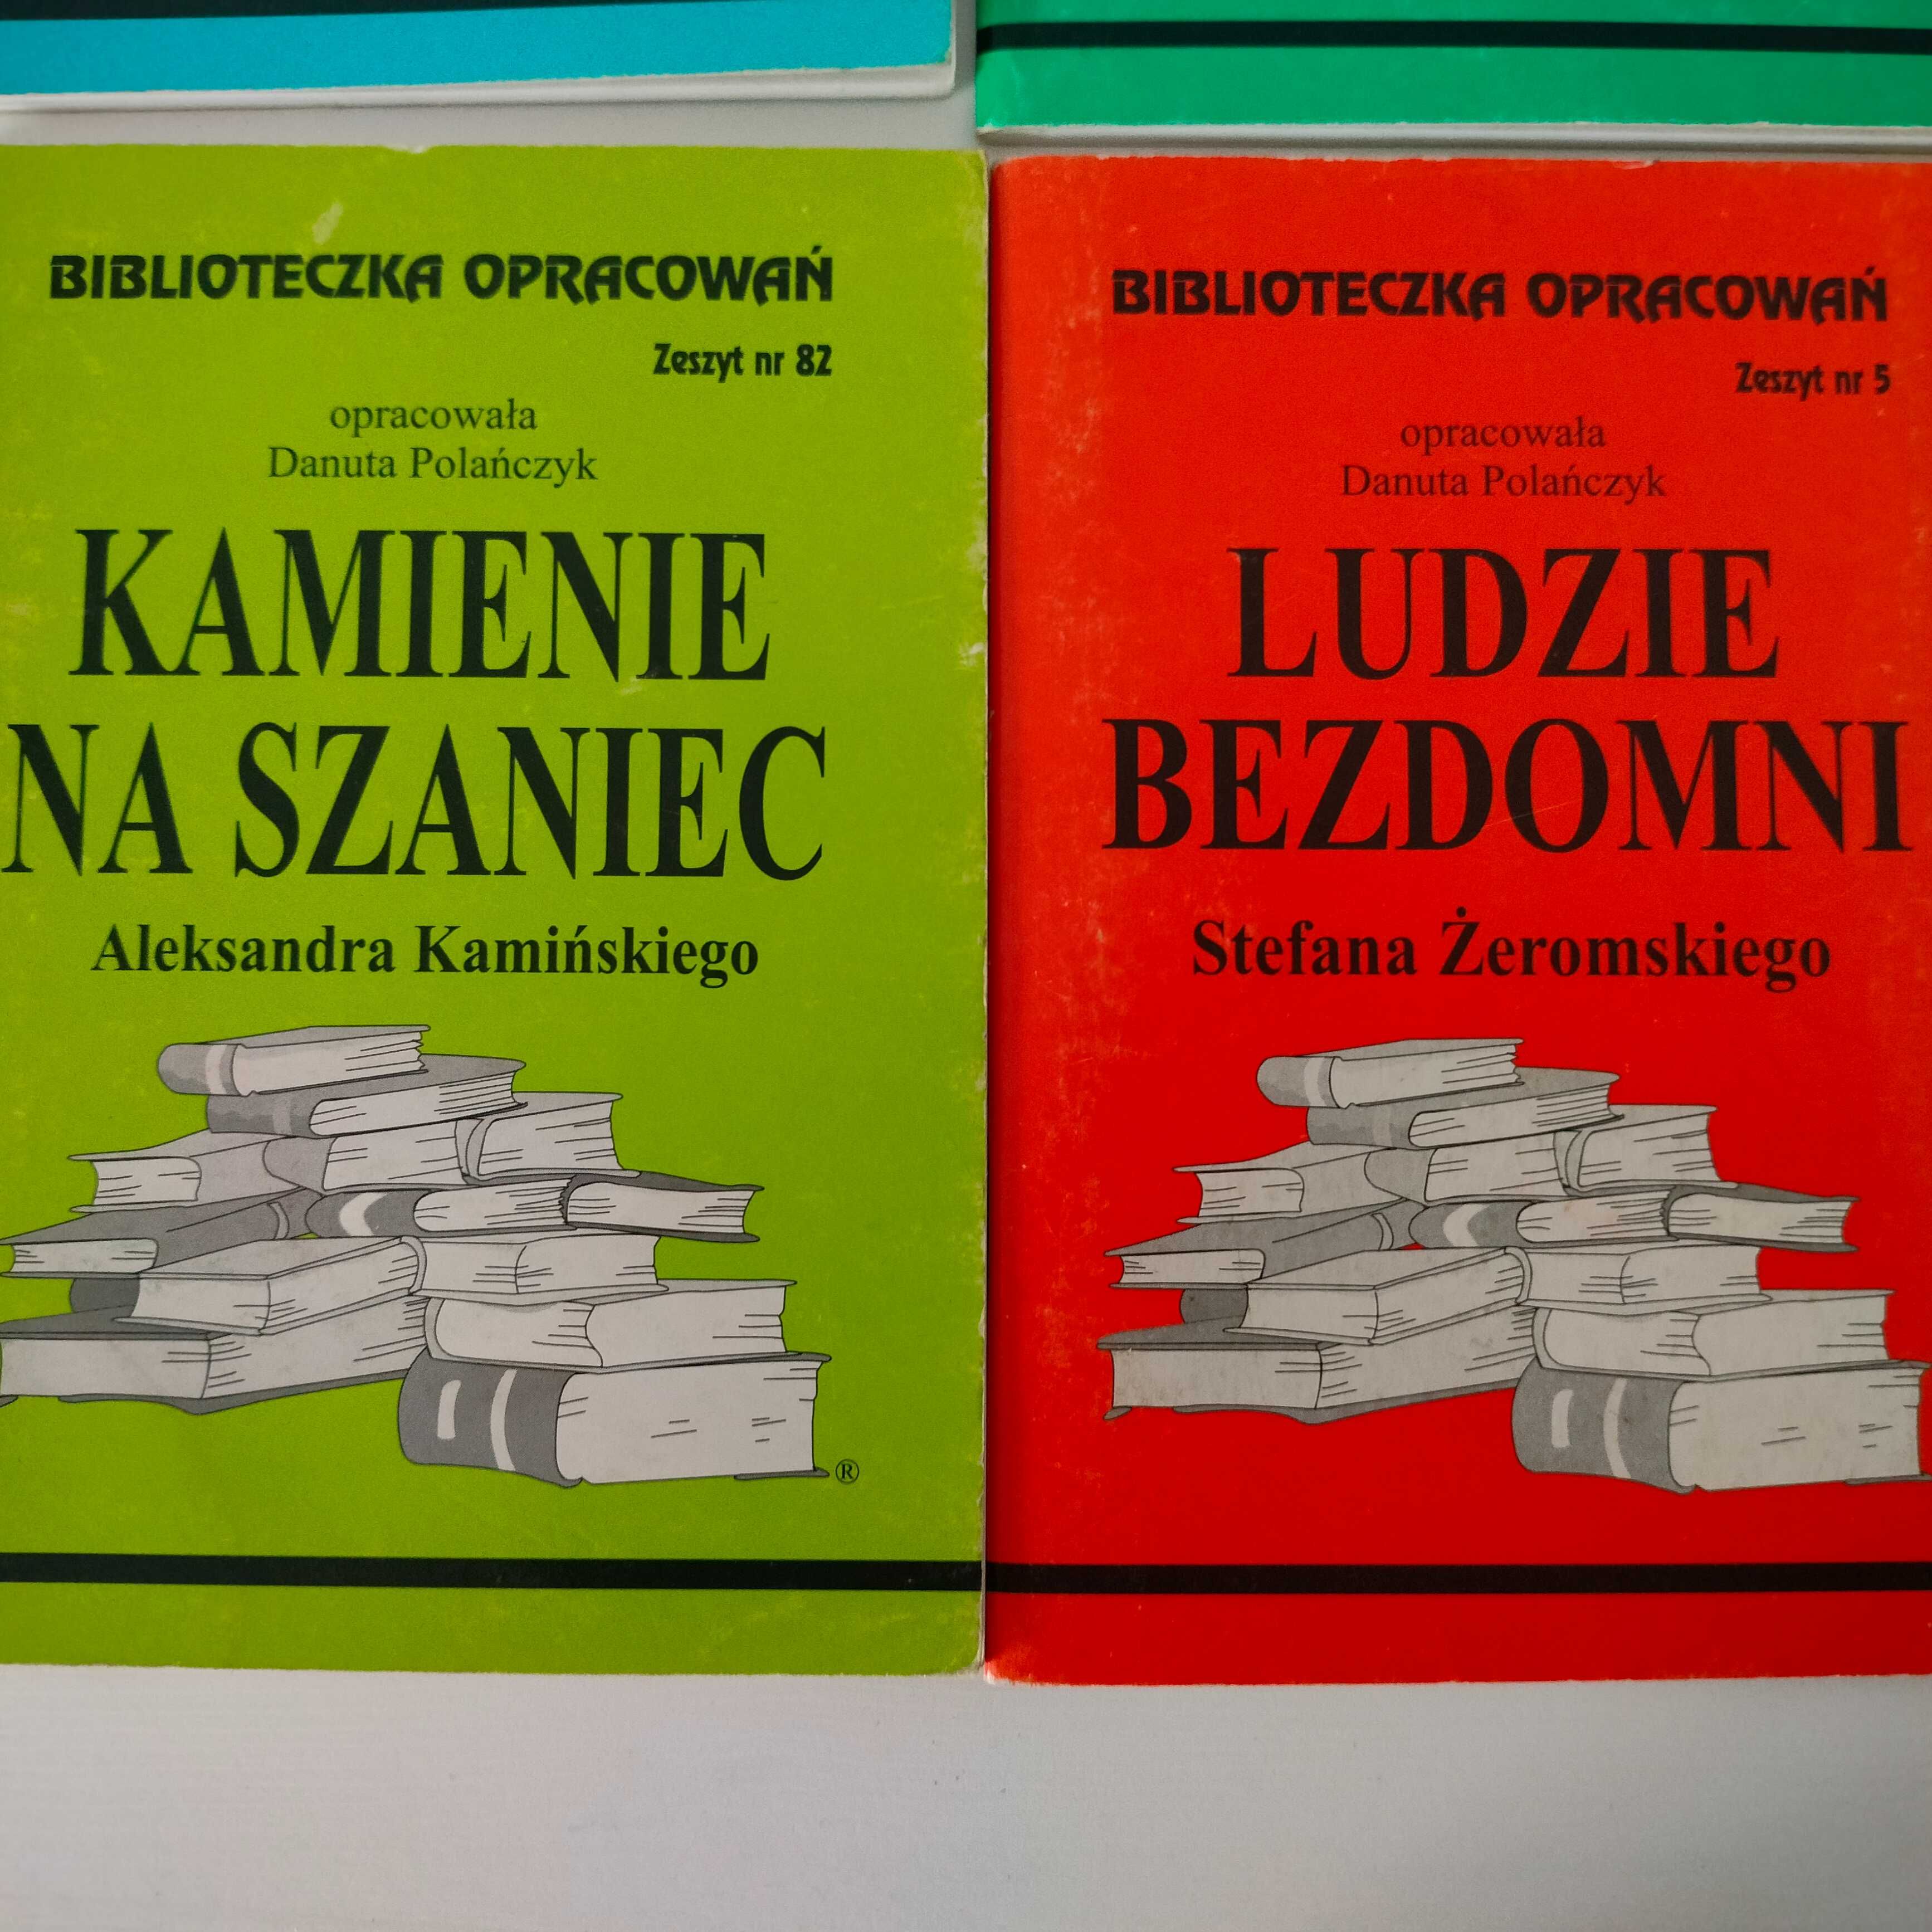 BIBLIOTECZKA OPRACOWAŃ
Zeszyt nr 82
opracowała
Danuta Polańczyk
KAMIENIE
NA SZANIEC
Aleksandra Kamińskiego
®
BIBLIOTECZKA OPRACOWAŃ
Zeszyt nr 5
opracowała
Danuta Polańczyk
LUDZIE
BEZDOMNI
Stefana Żeromskiego